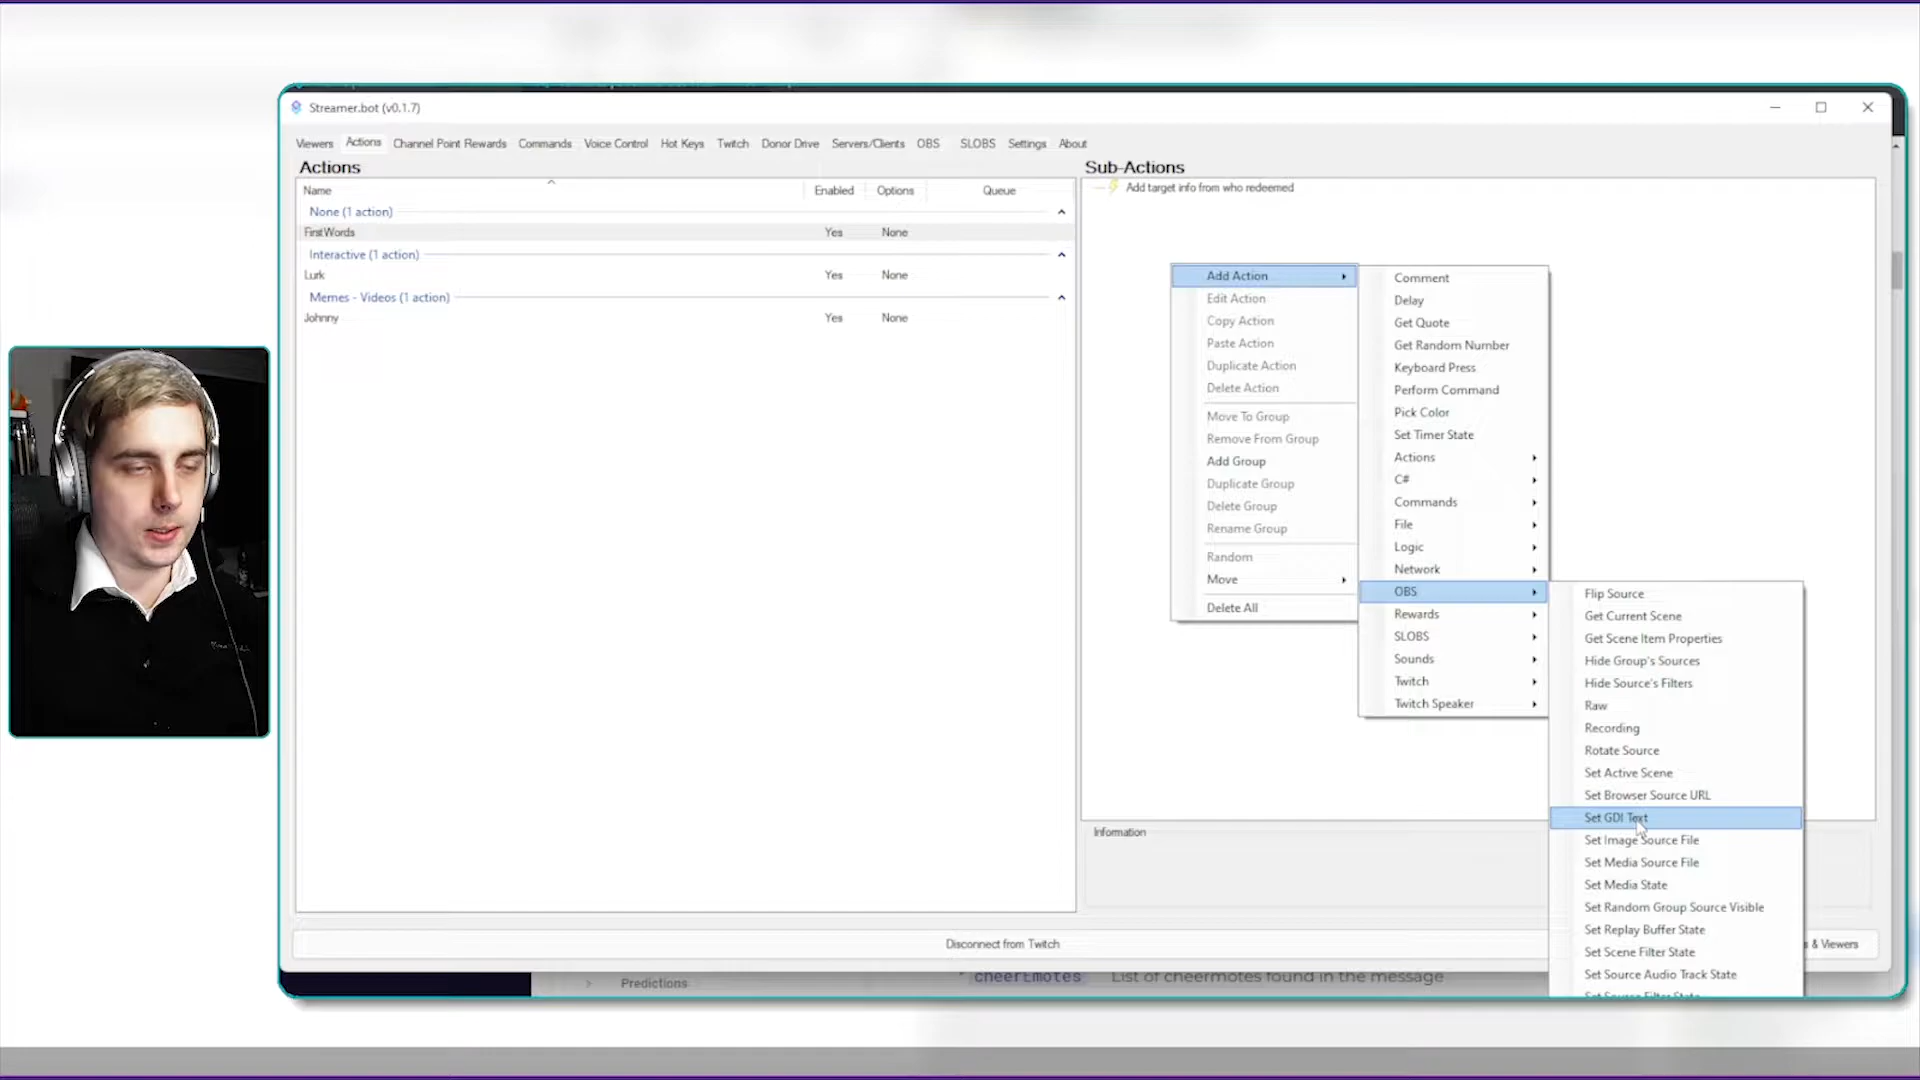 Streamer.bot (v0.1.7)
Viewers Actions Channel Point Rewards Commands Voice Control Hot Keys Twitch Donor Drive Servers/Clients OBS SLOBS Settings About
Actions
Name Enabled Options Queue
None (1 action)
FirstWords Yes None
Interactive (1 action)
Lurk Yes None
Memes - Videos (1 action)
Johnny Yes None
Sub-Actions
Add target info from who redeemed
Add Action
Edit Action
Copy Action
Paste Action
Duplicate Action
Delete Action
Move To Group
Remove From Group
Add Group
Duplicate Group
Delete Group
Rename Group
Random
Move
Delete All
Comment
Delay
Get Quote
Get Random Number
Keyboard Press
Perform Command
Pick Color
Set Timer State
Actions
C#
Commands
File
Logic
Network
OBS
Rewards
SLOBS
Sounds
Twitch
Twitch Speaker
Flip Source
Get Current Scene
Get Scene Item Properties
Hide Group's Sources
Hide Source's Filters
Raw
Recording
Rotate Source
Set Active Scene
Set Browser Source URL
Set GDI Text
Set Image Source File
Set Media Source File
Set Media State
Set Random Group Source Visible
Set Replay Buffer State
Set Scene Filter State
Set Source Audio Track State
Set Source Filter State
Information
Disconnect from Twitch
& Viewers
Predictions
cheerEmotes List of cheermotes found in the message